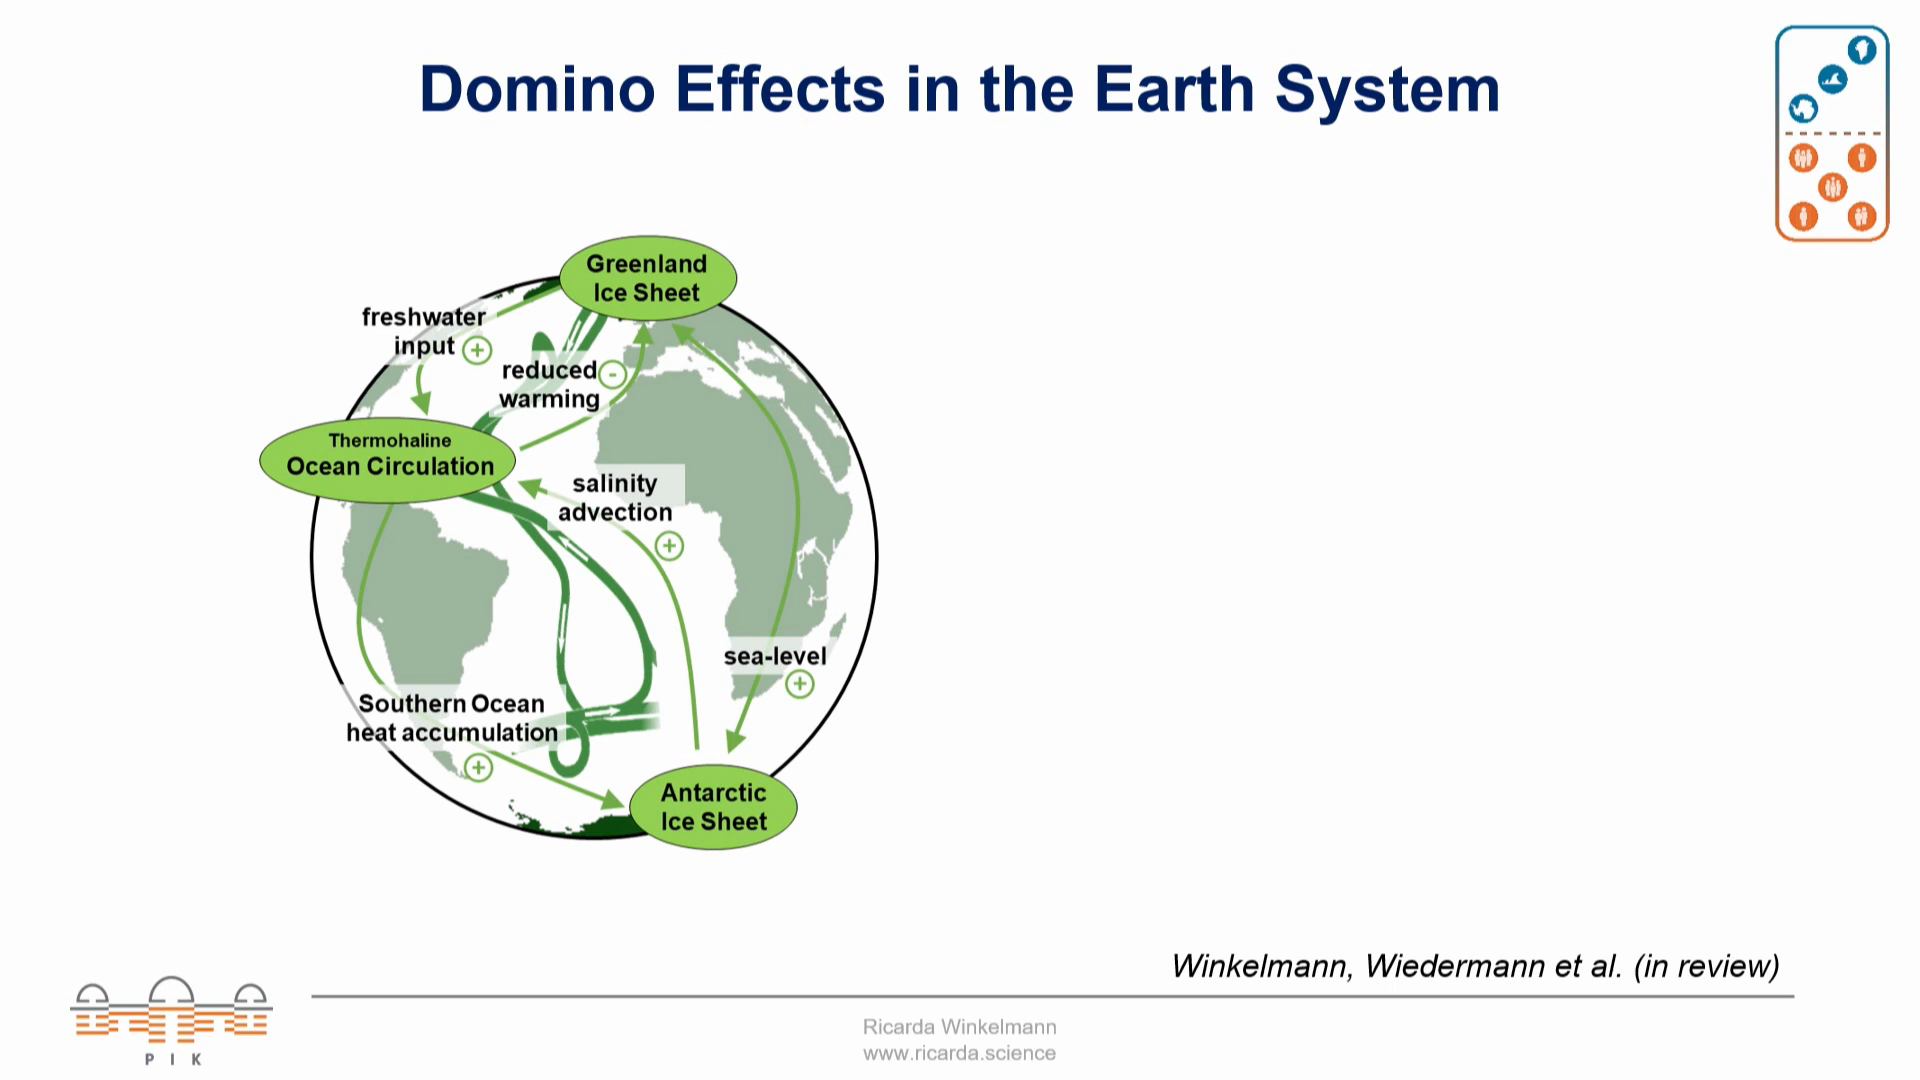 Domino Effects in the Earth System
Greenland
Ice Sheet
freshwater
input +
reduced -
warming
Thermohaline
Ocean Circulation
salinity
advection
+
sea-level
+
Southern Ocean
heat accumulation
+
Antarctic
Ice Sheet
Winkelmann, Wiedermann et al. (in review)
Ricarda Winkelmann
www.ricarda.science
P I K